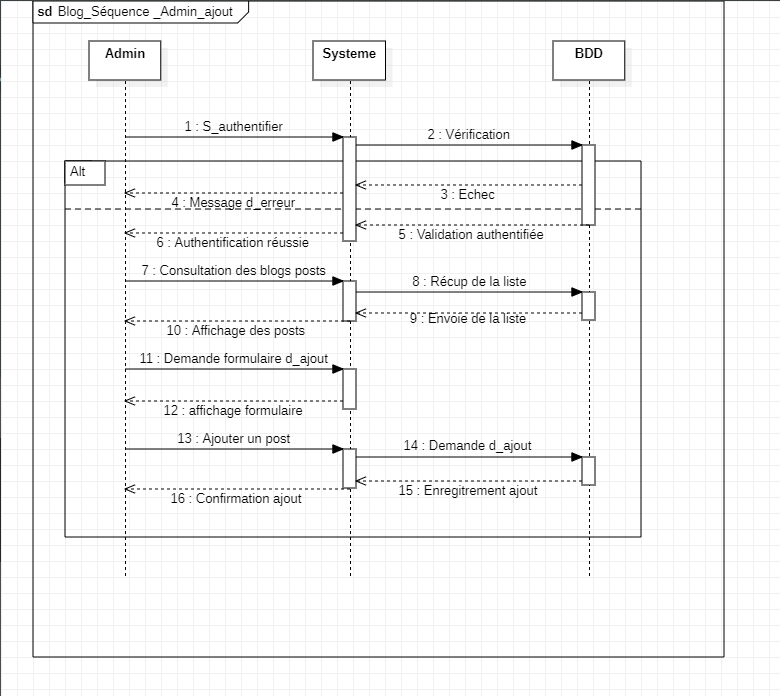 sd Blog_Séquence _Admin_ajout
Admin
Systeme
BDD
1 : S_authentifier
2 : Vérification
Alt
3 : Echec
4 : Message d_erreur
5 : Validation authentifiée
6 : Authentification réussie
7 : Consultation des blogs posts
8 : Récup de la liste
9 : Envoie de la liste
10 : Affichage des posts
11 : Demande formulaire d_ajout
12 : affichage formulaire
13 : Ajouter un post
14 : Demande d_ajout
15 : Enregitrement ajout
16 : Confirmation ajout